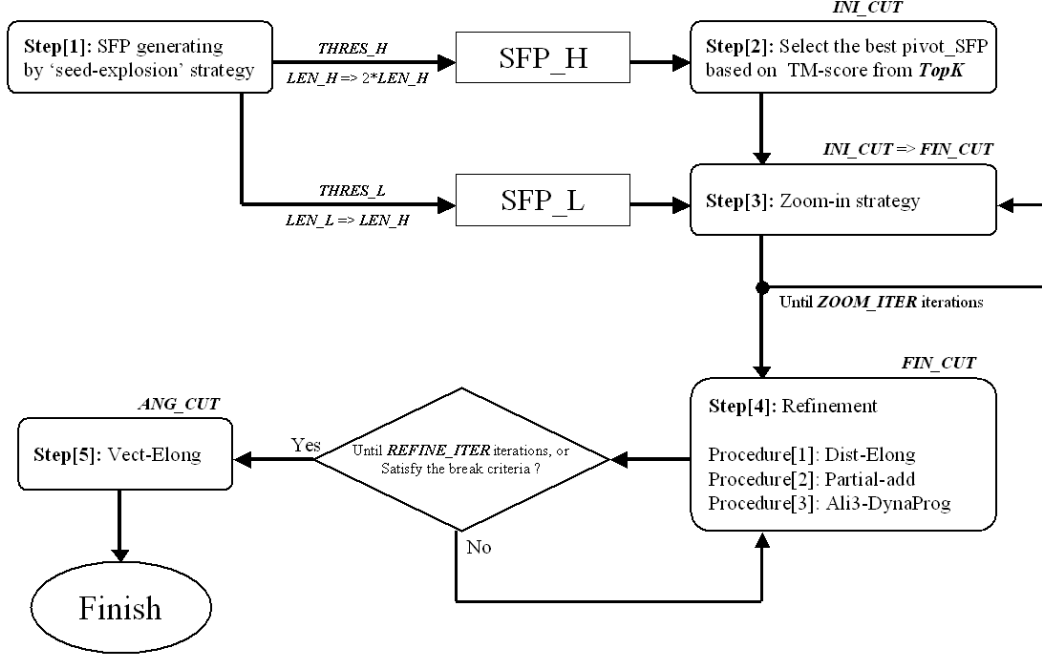 INI_CUT
Step[1]: SFP generating
by ‘seed-explosion’ strategy
THRES_H
LEN_H => 2*LEN_H
SFP_H
Step[2]: Select the best pivot_SFP
based on TM-score from TopK
INI_CUT => FIN_CUT
THRES_L
LEN_L => LEN_H
SFP_L
Step[3]: Zoom-in strategy
Until ZOOM_ITER iterations
FIN_CUT
Step[4]: Refinement
Procedure[1]: Dist-Elong
Procedure[2]: Partial-add
Procedure[3]: Ali3-DynaProg
Until REFINE_ITER iterations, or
Satisfy the break criteria ?
Yes
No
ANG_CUT
Step[5]: Vect-Elong
Finish